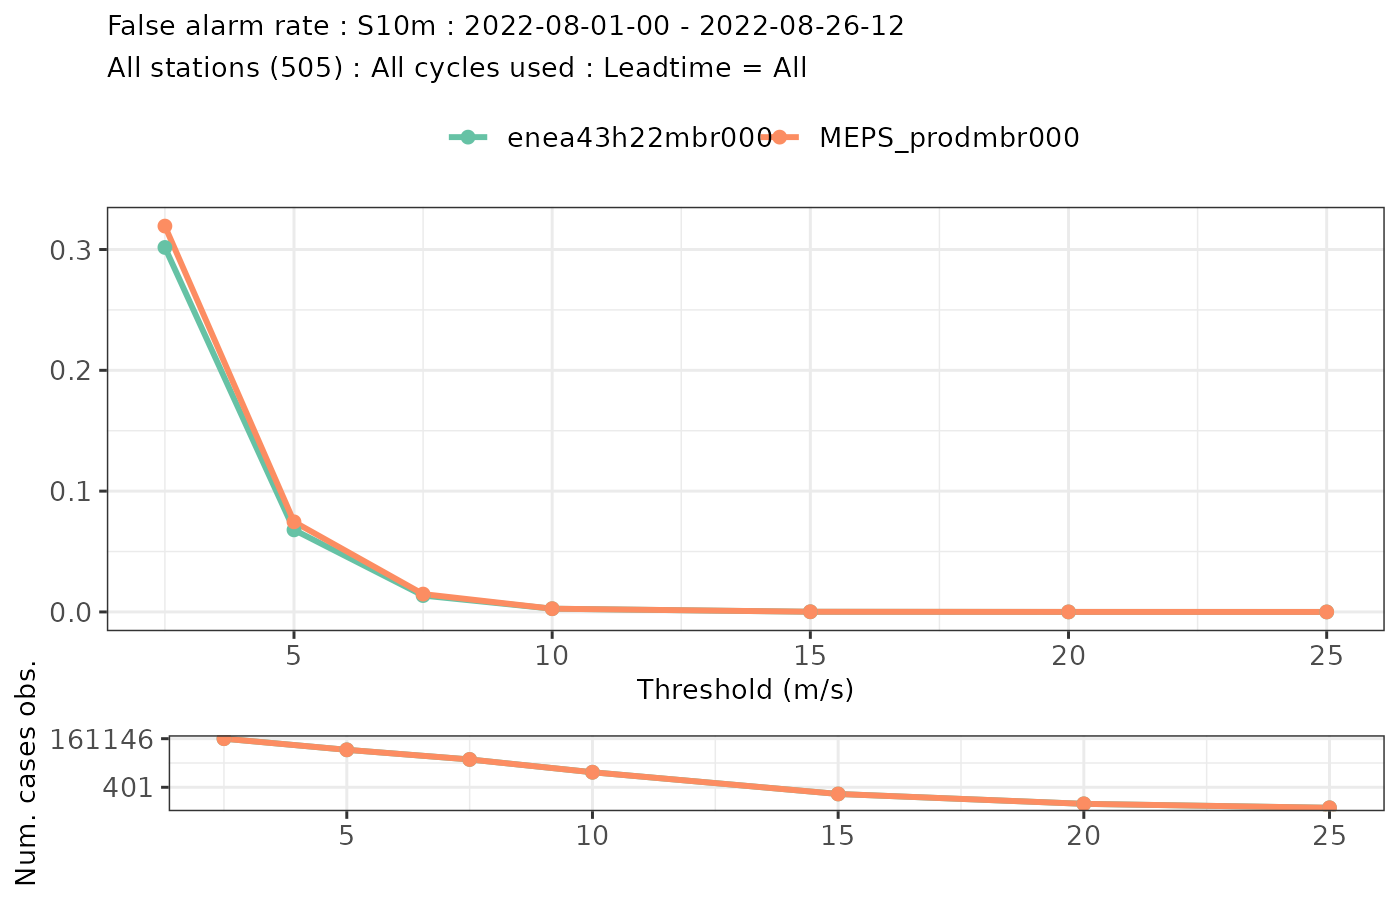 False alarm rate : S10m : 2022-08-01-00 - 2022-08-26-12
All stations (505) : All cycles used : Leadtime = All
enea43h22mbr000 MEPS_prodmbr000
0.3
0.2
0.1
0.0
5 10 15 20 25
Threshold (m/s)
Num. cases obs.
161146
401
5 10 15 20 25